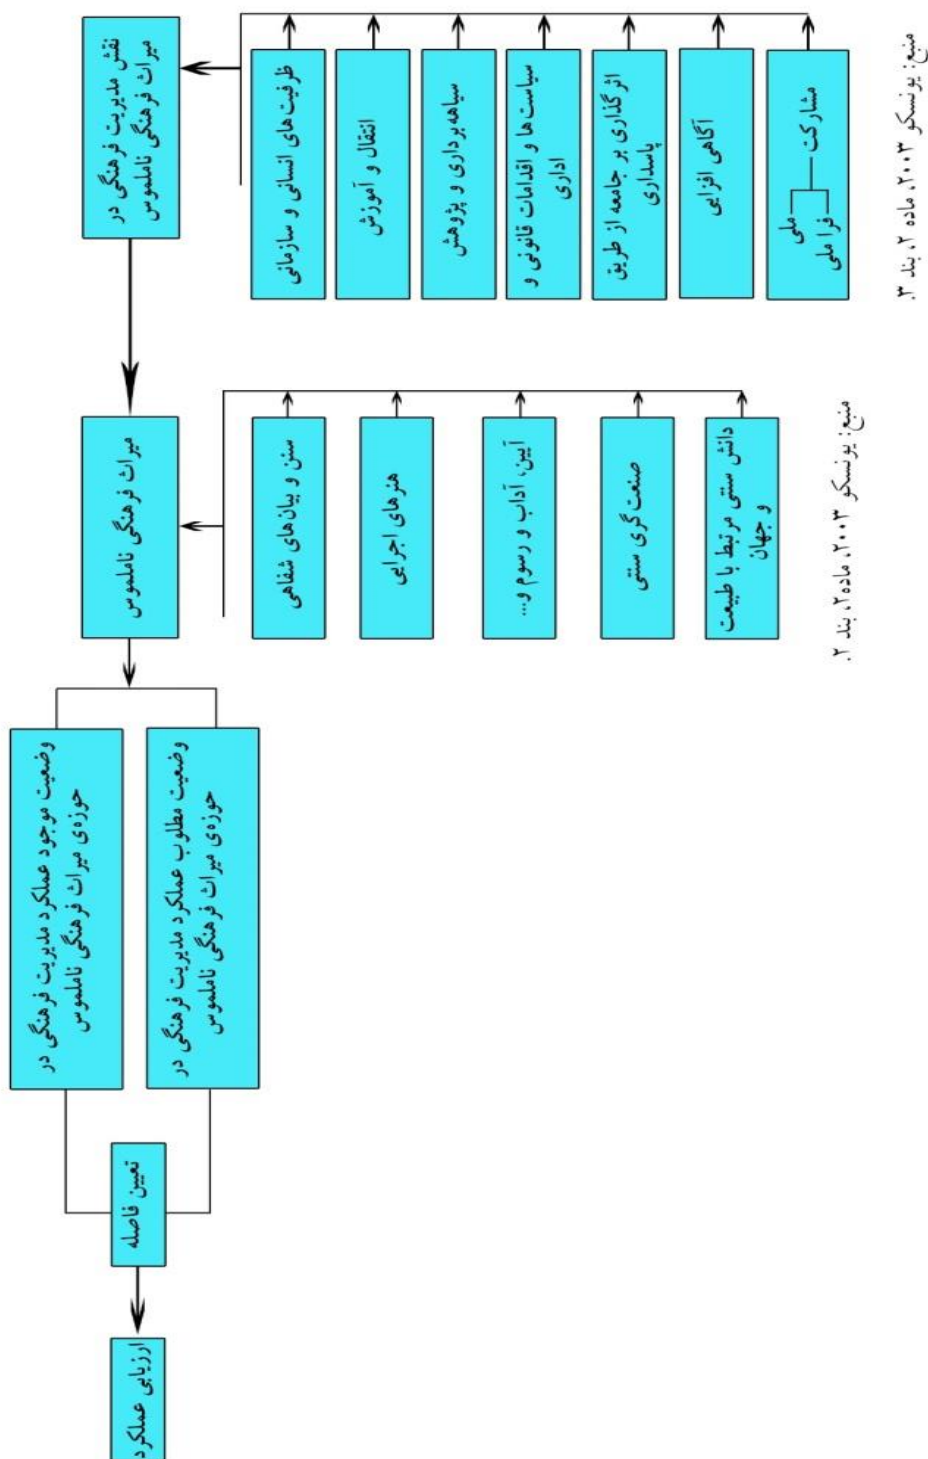 نقش مدیریت فرهنگی در
میراث فرهنگی ناملموس
ظرفیت‌های انسانی و سازمانی
انتقال و آموزش
سیاهه‌برداری و پژوهش
سیاست‌ها و اقدامات قانونی و
اداری
اثرگذاری بر جامعه از طریق
پاسداری
آگاهی افزایی
مشارکت
ملی
فرا ملی
منبع: یونسکو ۲۰۰۳، ماده ۲، بند ۳.
میراث فرهنگی ناملموس
سنن و بیان‌های شفاهی
هنرهای اجرایی
آیین، آداب و رسوم و...
صنعت‌گری سنتی
دانش سنتی مرتبط با طبیعت
و جهان
منبع: یونسکو ۲۰۰۳، ماده۲، بند ۲.
وضعیت موجود عملکرد مدیریت فرهنگی در
حوزه‌ی میراث فرهنگی ناملموس
وضعیت مطلوب عملکرد مدیریت فرهنگی در
حوزه‌ی میراث فرهنگی ناملموس
تعیین فاصله
ارزیابی عملکرد